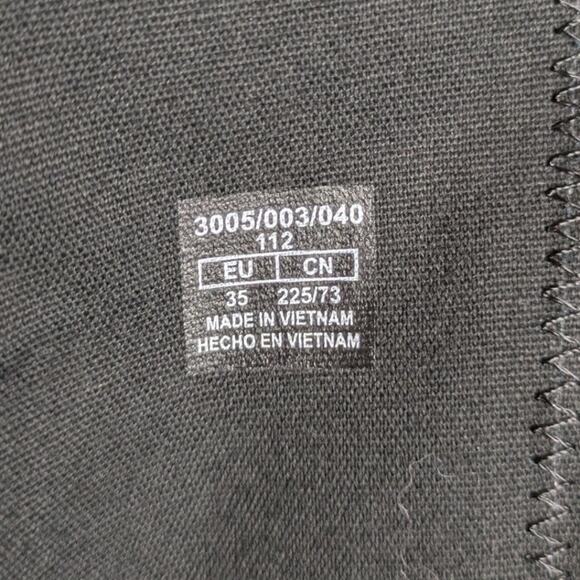 3005/003/040
112
EU CN
35 225/73
MADE IN VIETNAM
HECHO EN VIETNAM